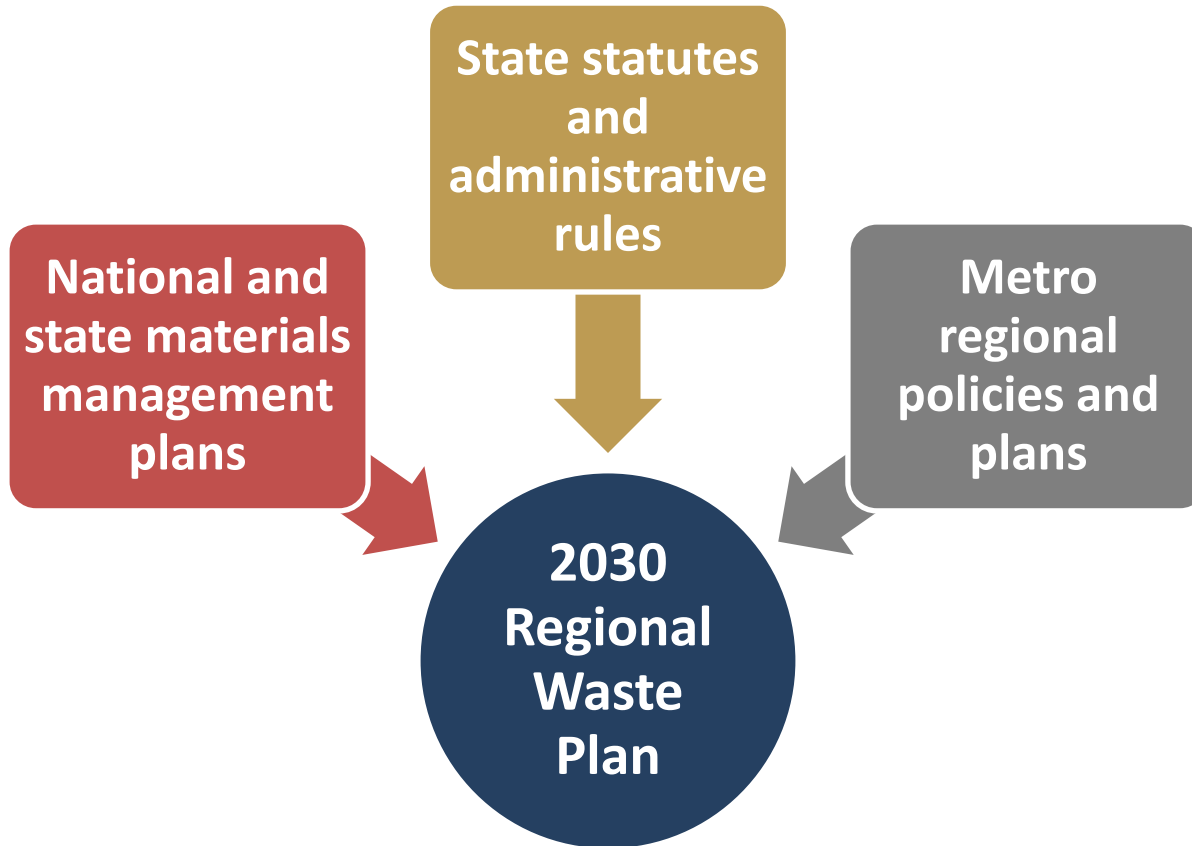 State statutes
and
administrative
rules
National and
state materials
management
plans
Metro
regional
policies and
plans
2030
Regional
Waste
Plan